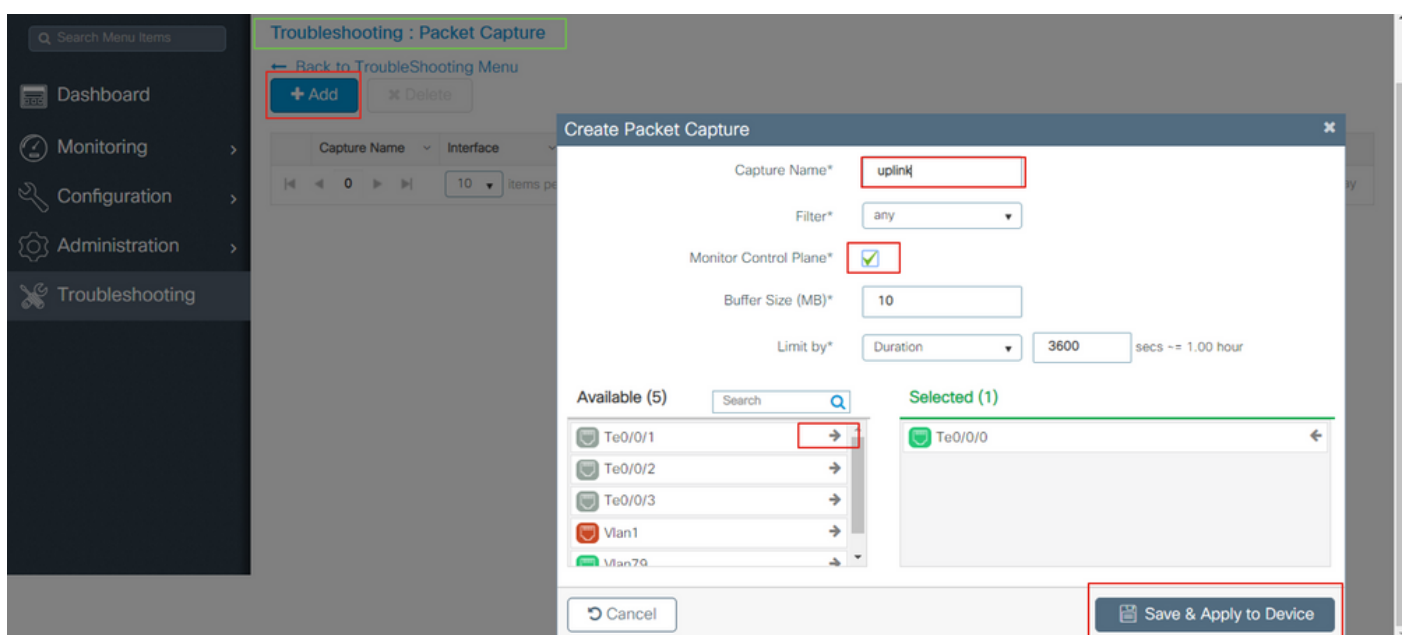 Search Menu Items
Dashboard
Monitoring
Configuration
Administration
Troubleshooting
Troubleshooting : Packet Capture
← Back to TroubleShooting Menu
+ Add
✖ Delete
Capture Name
Interface
0
10
items pe
ay
Create Packet Capture
Capture Name*
uplink
Filter*
any
Monitor Control Plane*
Buffer Size (MB)*
10
Limit by*
Duration
3600
secs ~= 1.00 hour
Available (5)
Search
Te0/0/1
Te0/0/2
Te0/0/3
Vlan1
Vlan79
Selected (1)
Te0/0/0
Cancel
Save & Apply to Device